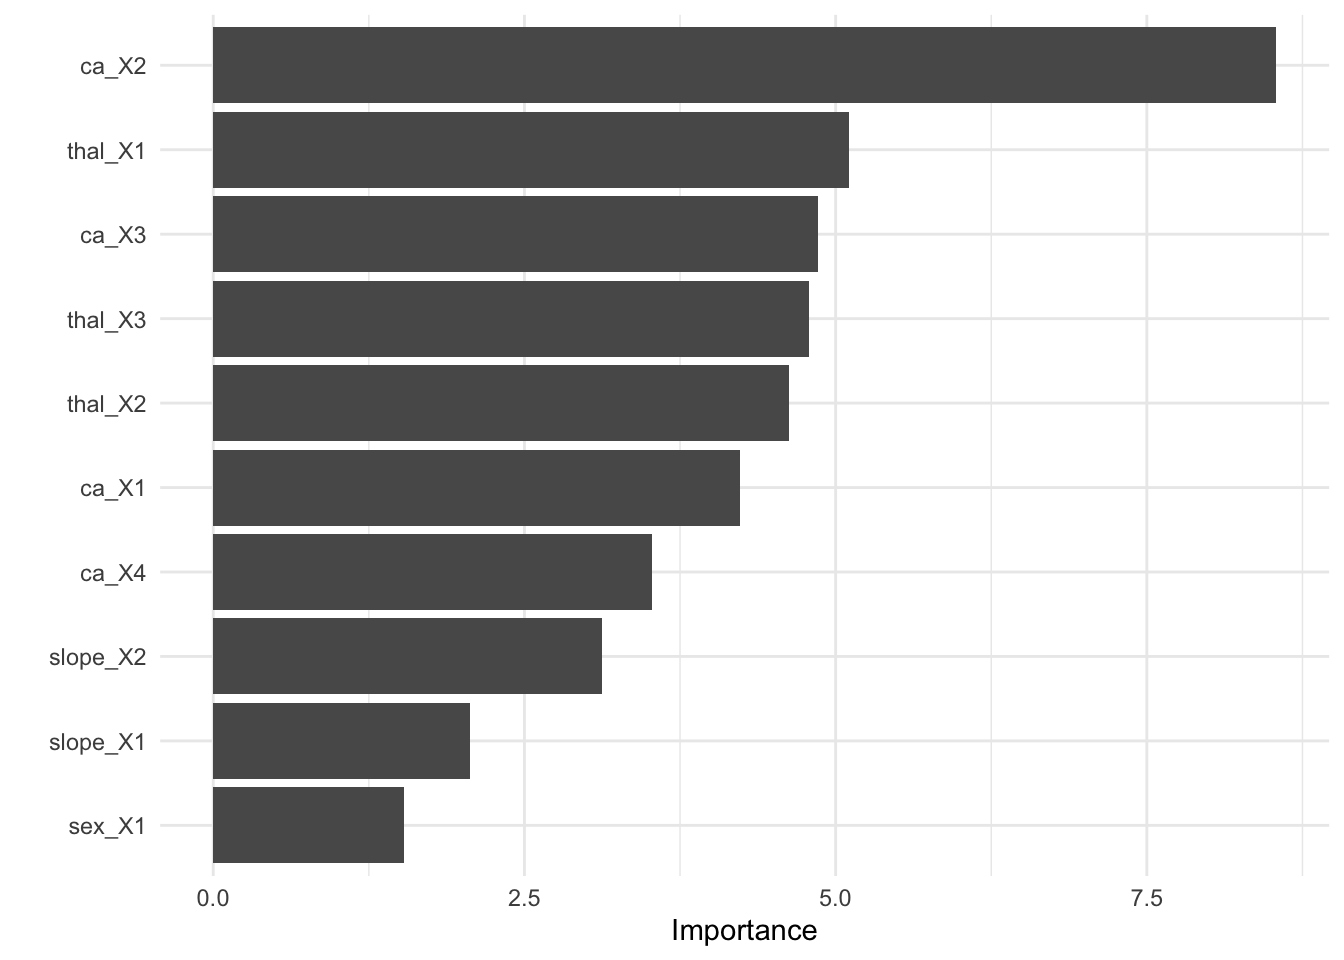 ca_X2
thal_X1
ca_X3
thal_X3
thal_X2
ca_X1
ca_X4
slope_X2
slope_X1
sex_X1
0.0 2.5 5.0 7.5
Importance